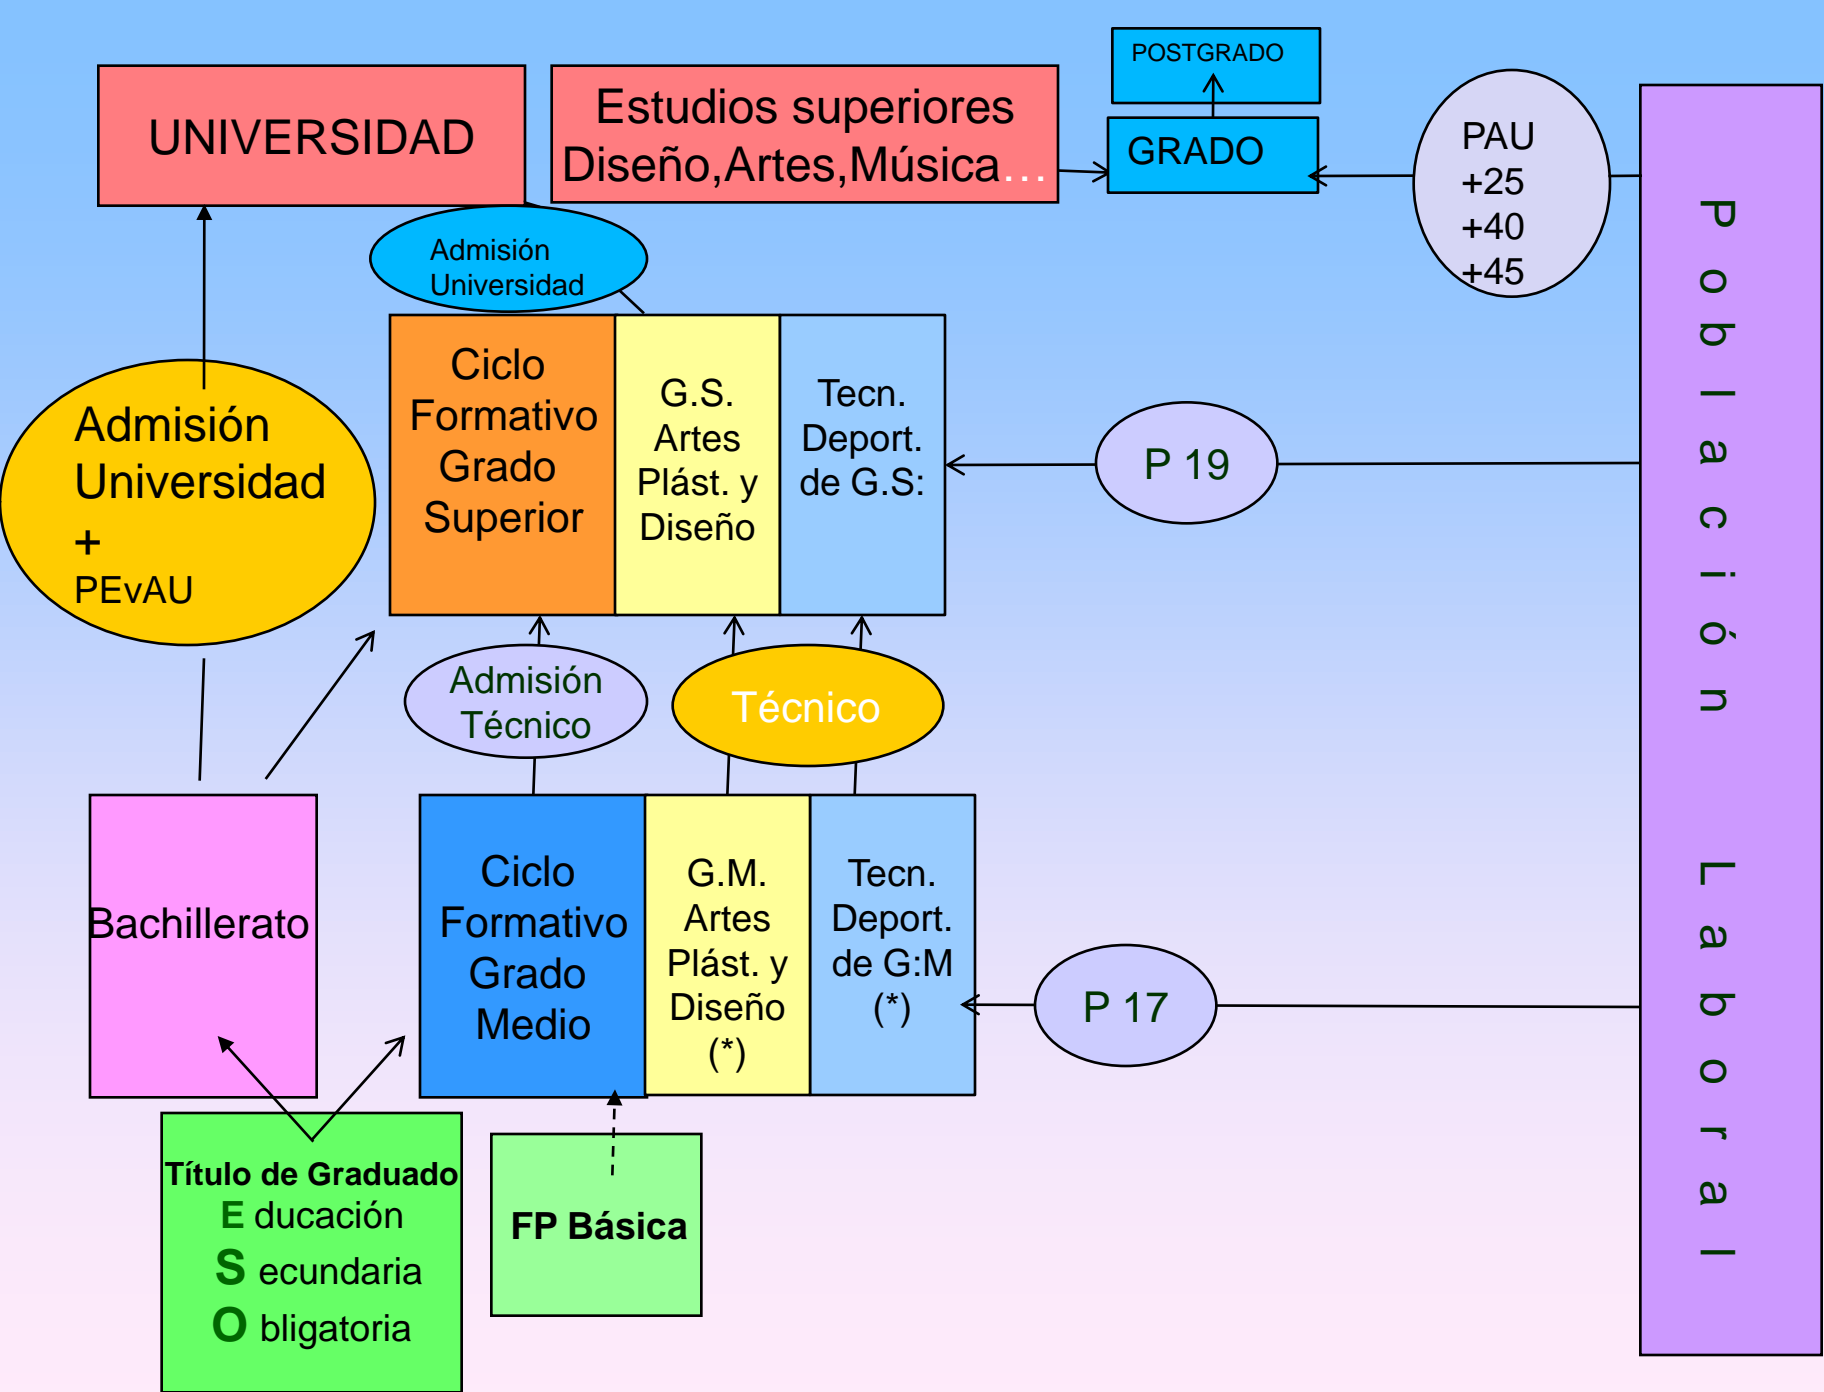 POSTGRADO
UNIVERSIDAD
Estudios superiores
Diseño,Artes,Música…
GRADO
PAU
+25
+40
+45
Admisión
Universidad
Admisión
Universidad
+
PEvAU
Ciclo
Formativo
Grado
Superior
G.S.
Artes
Plást. y
Diseño
Tecn.
Deport.
de G.S:
P 19
Población Laboral
Admisión
Técnico
Técnico
Bachillerato
Ciclo
Formativo
Grado
Medio
G.M.
Artes
Plást. y
Diseño
(*)
Tecn.
Deport.
de G:M
(*)
P 17
Título de Graduado
E ducación
S ecundaria
O bligatoria
FP Básica